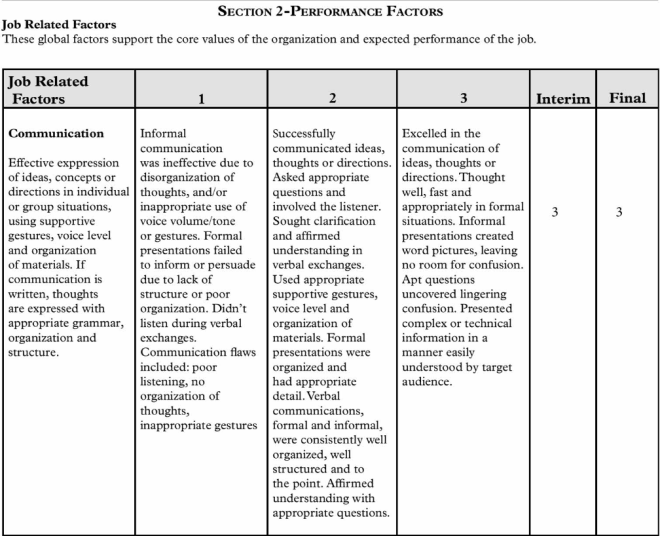 SECTION 2-PERFORMANCE FACTORS
Job Related Factors
These global factors support the core values of the organization and expected performance of the job.
Job Related
Factors
1
2
3
Interim
Final
Communication
Effective exppression
of ideas, concepts or
directions in individual
or group situations,
using supportive
gestures, voice level
and organization
of materials. If
communication is
written, thoughts
are expressed with
appropriate grammar,
organization and
structure.
Informal
communication
was ineffective due to
disorganization of
thoughts, and/or
inappropriate use of
voice volume/tone
or gestures. Formal
presentations failed
to inform or persuade
due to lack of
structure or poor
organization. Didn't
listen during verbal
exchanges.
Communication flaws
included: poor
listening, no
organization of
thoughts,
inappropriate gestures
Successfully
communicated ideas,
thoughts or directions.
Asked appropriate
questions and
involved the listener.
Sought clarification
and affirmed
understanding in
verbal exchanges.
Used appropriate
supportive gestures,
voice level and
organization of
materials. Formal
presentations were
organized and
had appropriate
detail. Verbal
communications,
formal and informal,
were consistently well
organized, well
structured and to
the point. Affirmed
understanding with
appropriate questions.
Excelled in the
communication of
ideas, thoughts or
directions. Thought
well, fast and
appropriately in formal
situations. Informal
presentations created
word pictures, leaving
no room for confusion.
Apt questions
uncovered lingering
confusion. Presented
complex or technical
information in a
manner easily
understood by target
audience.
3
3